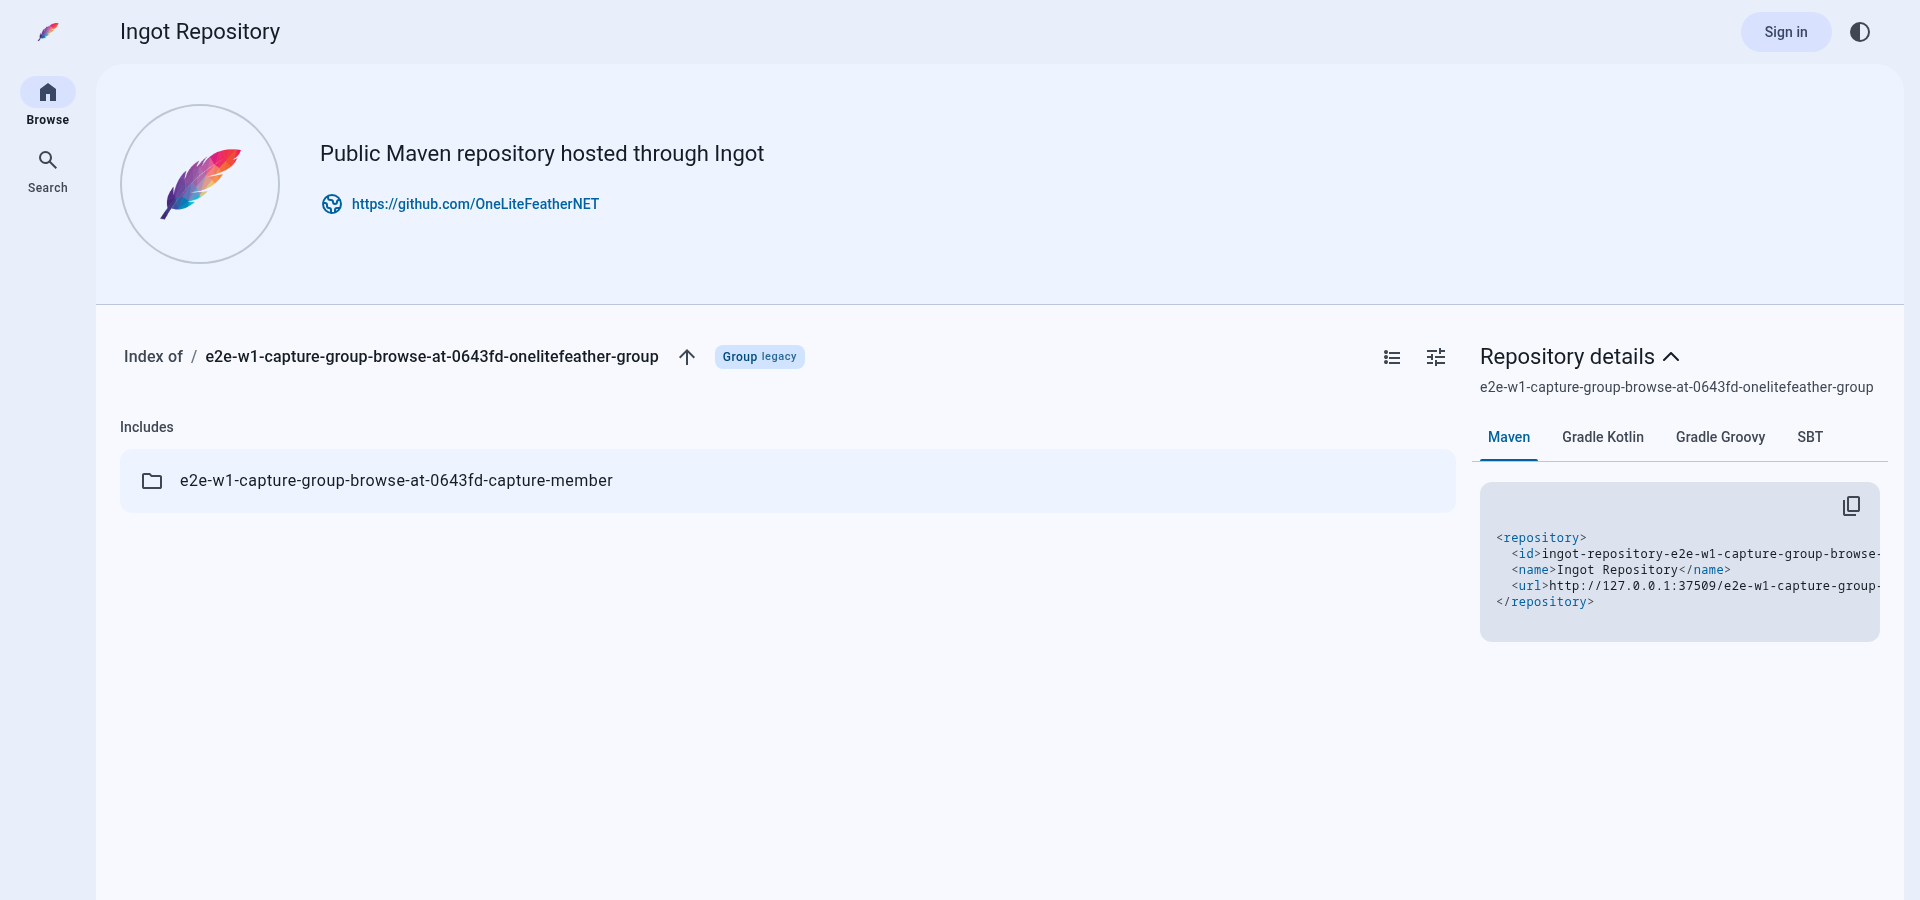 Ingot Repository
Sign in
Browse
Search
Public Maven repository hosted through Ingot
https://github.com/OneLiteFeatherNET
Index of / e2e-w1-capture-group-browse-at-0643fd-onelitefeather-group
Group legacy
Includes
e2e-w1-capture-group-browse-at-0643fd-capture-member
Repository details
e2e-w1-capture-group-browse-at-0643fd-onelitefeather-group
Maven
Gradle Kotlin
Gradle Groovy
SBT
<repository>
<id>ingot-repository-e2e-w1-capture-group-browse-
<name>Ingot Repository</name>
<url>http://127.0.0.1:37509/e2e-w1-capture-group-
</repository>